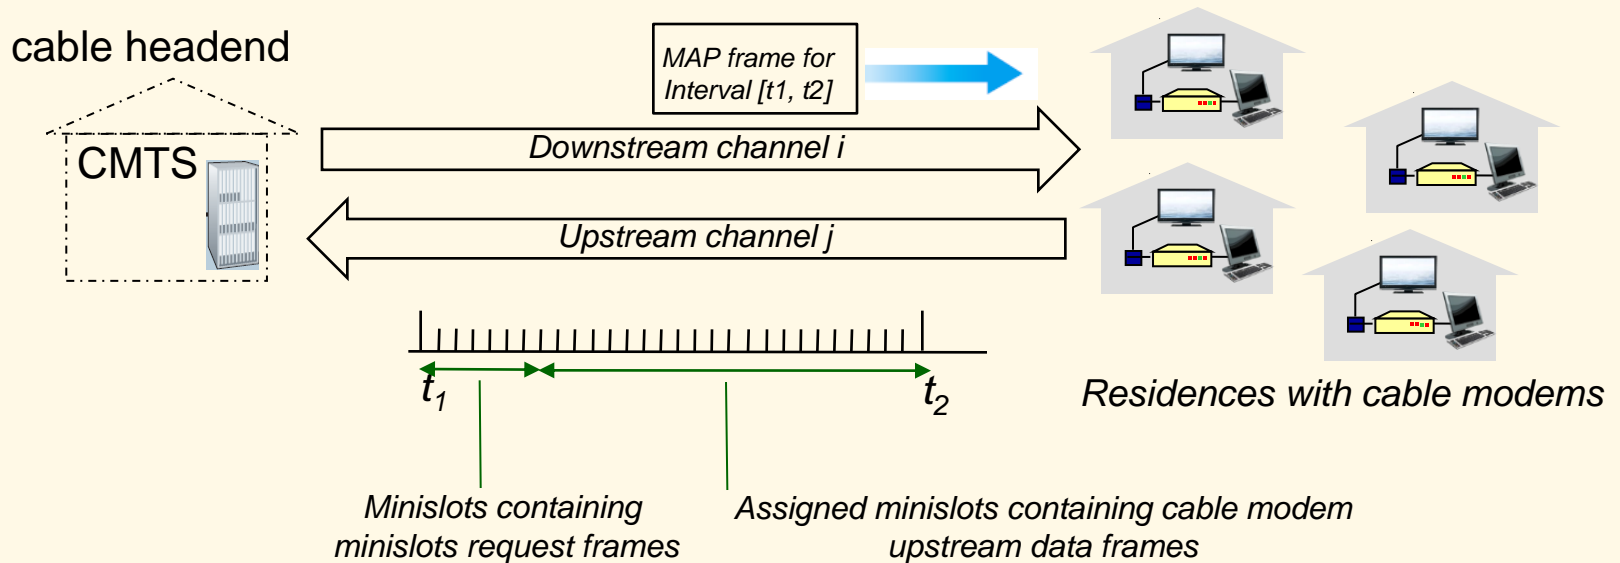 cable headend
MAP frame for
Interval [t1, t2]
CMTS
Downstream channel i
Upstream channel j
t1
t2
Residences with cable modems
Minislots containing
minislots request frames
Assigned minislots containing cable modem
upstream data frames